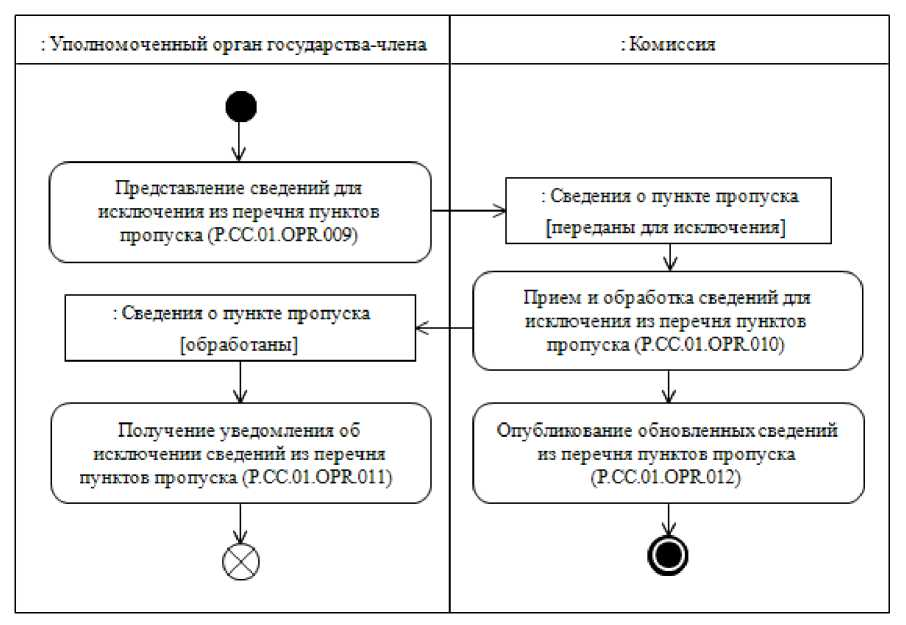 : Уполномоченный орган государства-члена
: Комиссия
Представление сведений для
исключения из перечня пунктов
пропуска (P.CC.01.OPR.009)
: Сведения о пункте пропуска
[переданы для исключения]
Прием и обработка сведений для
исключения из перечня пунктов
пропуска (P.CC.01.OPR.010)
: Сведения о пункте пропуска
[обработаны]
Получение уведомления об
исключении сведений из перечня
пунктов пропуска (P.CC.01.OPR.011)
Опубликование обновленных сведений
из перечня пунктов пропуска
(P.CC.01.OPR.012)